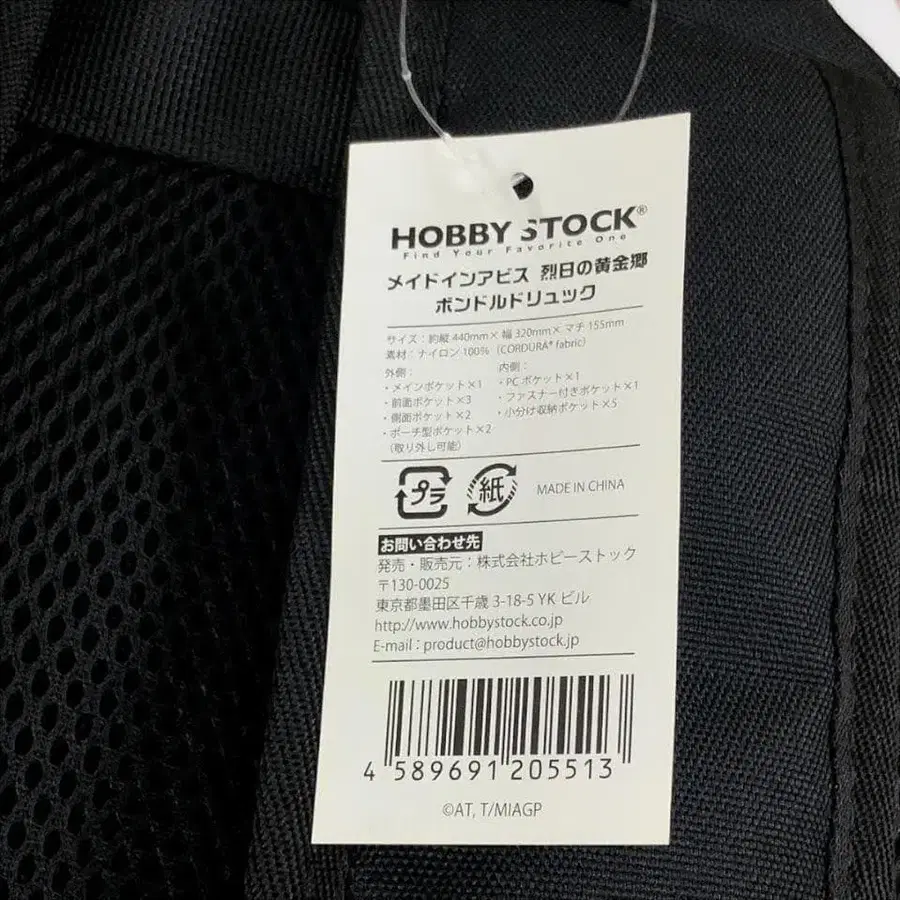 HOBBY STOCK®
Find Your Favorite One
メイドインアビス 烈日の黄金郷
ボンドルドリュック
サイズ：約縦 440mm× 幅 320mm× マチ 155mm
素材：ナイロン 100%（CORDURA® fabric）
外側：
・メインポケット×1
・前面ポケット×3
・側面ポケット×2
・ポーチ型ポケット×2
（取り外し可能）
内側：
・PC ポケット×1
・ファスナー付きポケット×1
・小分け収納ポケット×5
プラ
紙
MADE IN CHINA
お問い合わせ先
発売・販売元：株式会社ホビーストック
〒130-0025
東京都墨田区千歳 3-18-5 YK ビル
http://www.hobbystock.co.jp
E-mail : product@hobbystock.jp
4 589691 205513
©AT, T/MIAGP